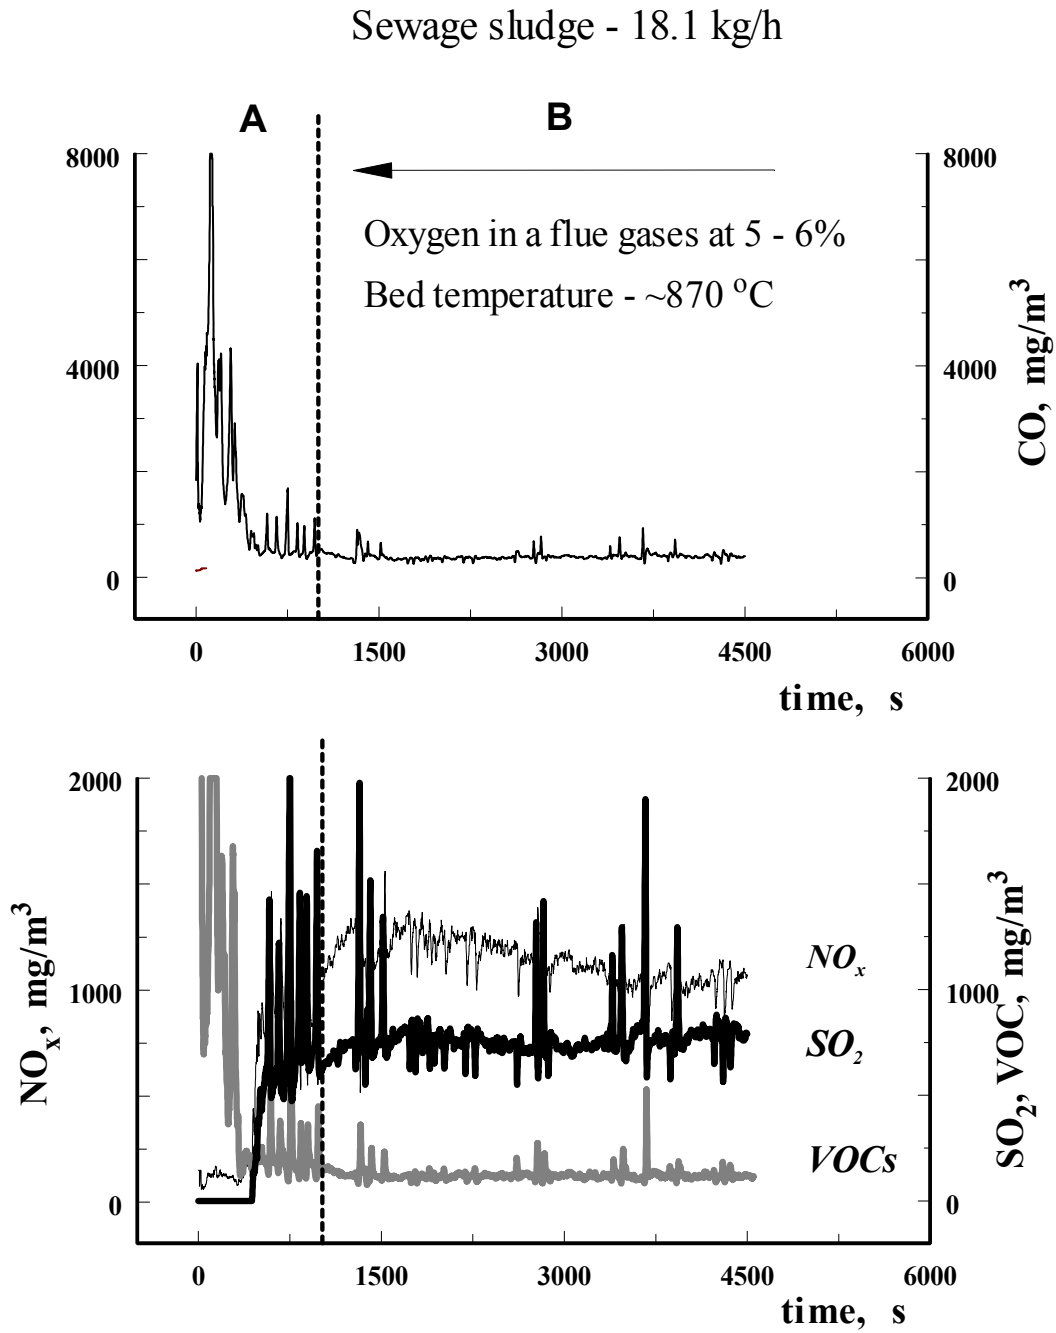 Sewage sludge - 18.1 kg/h
A
B
8000
8000
Oxygen in a flue gases at 5 - 6%
Bed temperature - ~870 °C
4000
4000
CO, mg/m³
0
0
0 1500 3000 4500 6000
time, s
2000
2000
NOₓ, mg/m³
SO₂, VOC, mg/m³
NOₓ
1000
1000
SO₂
VOCs
0
0
0 1500 3000 4500 6000
time, s